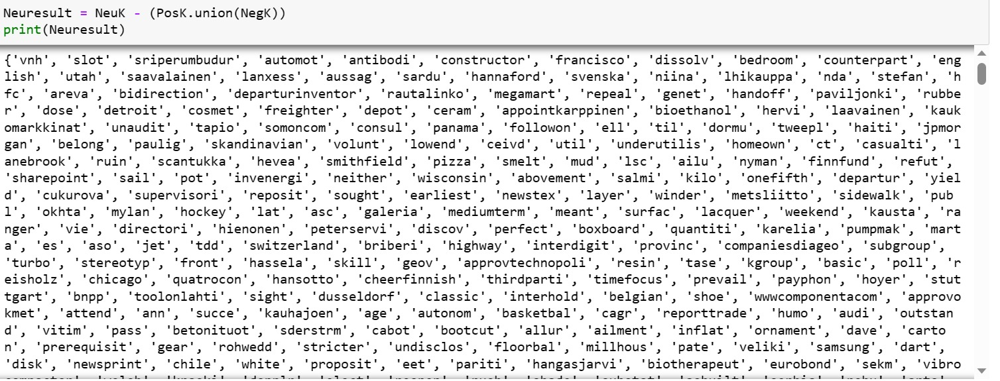 Neuresult = NeuK - (PosK.union(NegK))
print(Neuresult)
{'vnh', 'slot', 'sriperumbudur', 'automot', 'antibodi', 'constructor', 'francisco', 'dissolv', 'bedroom', 'counterpart', 'eng
lish', 'utah', 'saavalainen', 'lanxess', 'aussag', 'sardu', 'hannaford', 'svenska', 'niina', 'lhikauppa', 'nda', 'stefan', 'h
fc', 'areva', 'bidirection', 'departurinventor', 'rautalinko', 'megamart', 'repeal', 'genet', 'handoff', 'paviljonki', 'rubbe
r', 'dose', 'detroit', 'cosmet', 'freighter', 'depot', 'ceram', 'appointkarppinen', 'bioethanol', 'hervi', 'laavainen', 'kauk
omarkkinat', 'unaudit', 'tapio', 'somoncom', 'consul', 'panama', 'followon', 'ell', 'til', 'dormu', 'tweepl', 'haiti', 'jpmor
gan', 'belong', 'paulig', 'skandinavian', 'volunt', 'lowend', 'ceivd', 'util', 'underutilis', 'homeown', 'ct', 'casualti', 'l
anebrook', 'ruin', 'scantukka', 'hevea', 'smithfield', 'pizza', 'smelt', 'mud', 'lsc', 'ailu', 'nyman', 'finnfund', 'refut',
'sharepoint', 'sail', 'pot', 'invenergi', 'neither', 'wisconsin', 'abovement', 'salmi', 'kilo', 'onefifth', 'departur', 'yiel
d', 'cukurova', 'supervisori', 'reposit', 'sought', 'earliest', 'newstex', 'layer', 'winder', 'metsliitto', 'sidewalk', 'pub
l', 'okhta', 'mylan', 'hockey', 'lat', 'asc', 'galeria', 'mediumterm', 'meant', 'surfac', 'lacquer', 'weekend', 'kausta', 'ra
nger', 'vie', 'directori', 'hienonen', 'peterservi', 'discov', 'perfect', 'boxboard', 'quantiti', 'karelia', 'pumpmak', 'mart
a', 'es', 'aso', 'jet', 'tdd', 'switzerland', 'briberi', 'highway', 'interdigit', 'provinc', 'companiesdiageo', 'subgroup',
'turbo', 'stereotyp', 'front', 'hassela', 'skill', 'geov', 'approvtechnopoli', 'resin', 'tase', 'kgroup', 'basic', 'poll', 'r
eisholz', 'chicago', 'quatrocon', 'hansotto', 'cheerfinnish', 'thirdparti', 'timefocus', 'prevail', 'payphon', 'hoyer', 'stut
tgart', 'bnpp', 'toolonlahti', 'sight', 'dusseldorf', 'classic', 'interhold', 'belgian', 'shoe', 'wwwcomponentacom', 'approvo
kmet', 'attend', 'ann', 'succe', 'kauhajoen', 'age', 'autonom', 'basketbal', 'cagr', 'reporttrade', 'humo', 'audi', 'outstan
d', 'vitim', 'pass', 'betonituot', 'sderstrm', 'cabot', 'bootcut', 'allur', 'ailment', 'inflat', 'ornament', 'dave', 'carto
n', 'prerequisit', 'gear', 'rohwedd', 'stricter', 'undisclos', 'floorbal', 'millhous', 'pate', 'veliki', 'samsung', 'dart',
'disk', 'newsprint', 'chile', 'white', 'proposit', 'eet', 'pariti', 'hangasjarvi', 'biotherapeut', 'eurobond', 'sekm', 'vibro